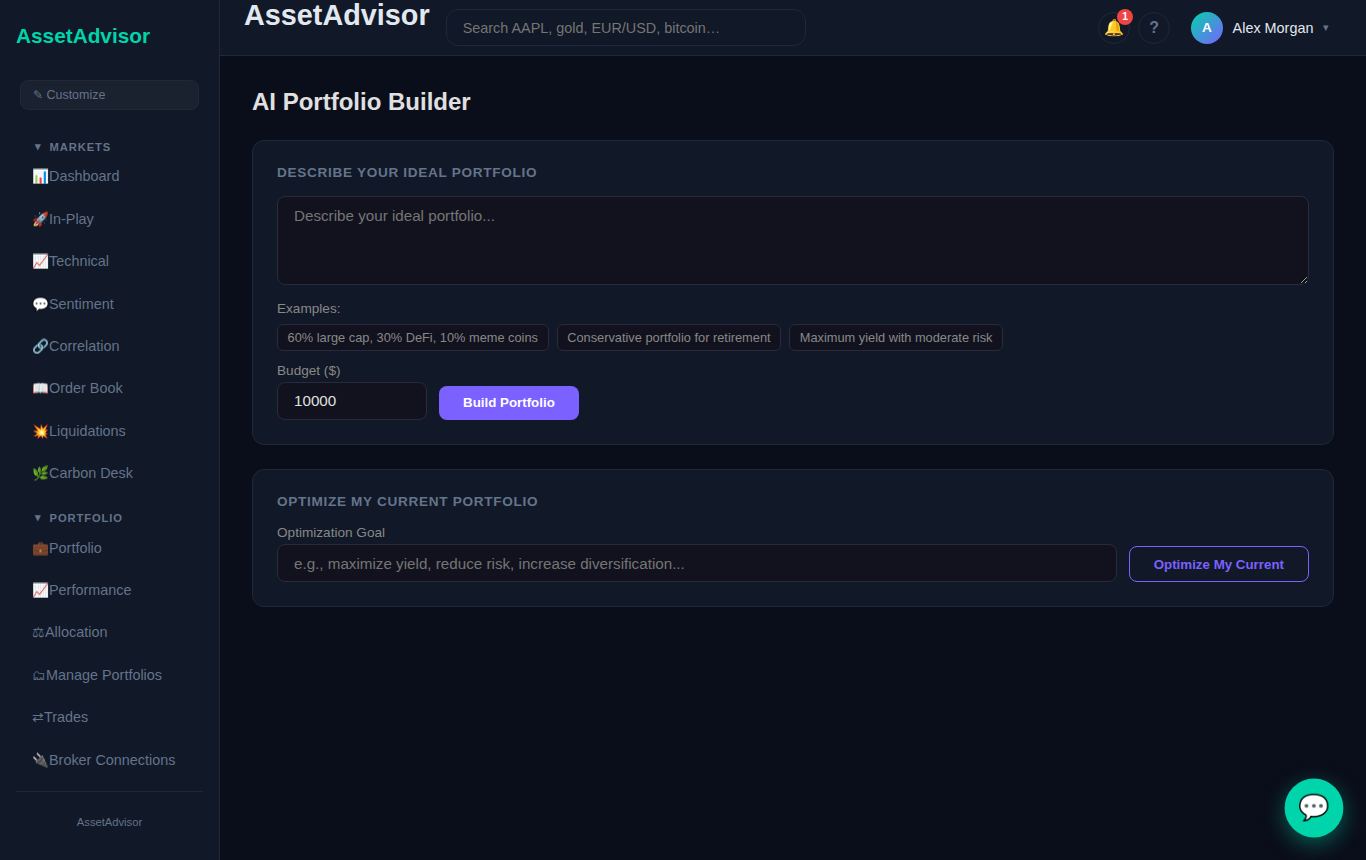 AssetAdvisor
✎ Customize
▼ MARKETS
📊Dashboard
🚀In-Play
📈Technical
💬Sentiment
🔗Correlation
📖Order Book
💥Liquidations
🌿Carbon Desk
▼ PORTFOLIO
💼Portfolio
📈Performance
⚖Allocation
🗂Manage Portfolios
⇄Trades
🔌Broker Connections
AssetAdvisor
AssetAdvisor
Search AAPL, gold, EUR/USD, bitcoin…
🔔 1
?
A Alex Morgan ▾
AI Portfolio Builder
DESCRIBE YOUR IDEAL PORTFOLIO
Describe your ideal portfolio...
Examples:
60% large cap, 30% DeFi, 10% meme coins
Conservative portfolio for retirement
Maximum yield with moderate risk
Budget ($)
10000
Build Portfolio
OPTIMIZE MY CURRENT PORTFOLIO
Optimization Goal
e.g., maximize yield, reduce risk, increase diversification...
Optimize My Current